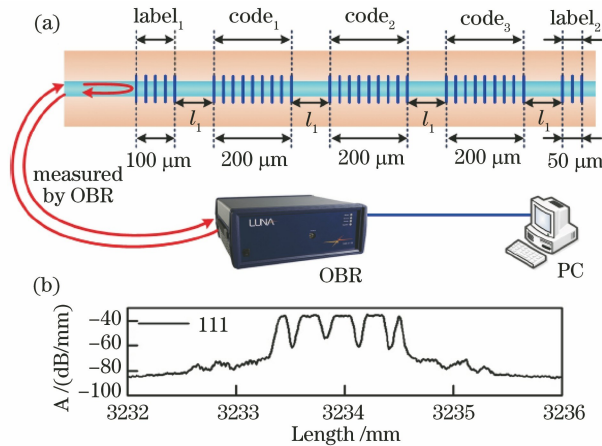 (a)
label₁ code₁ code₂ code₃ label₂
l₁ l₁ l₁ l₁
100 μm 200 μm 200 μm 200 μm 50 μm
measured
by OBR
LUNA
OBR
PC
(b)
A /(dB/mm)
−40
−60
−80
−100
111
3232 3233 3234 3235 3236
Length /mm